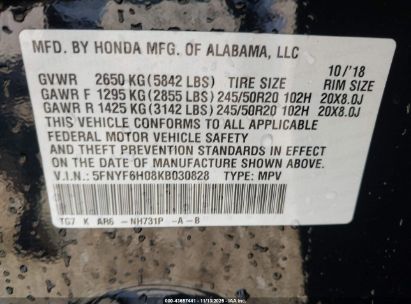 MFD. BY HONDA MFG. OF ALABAMA, LLC
10/'18
GVWR 2650 KG (5842 LBS) TIRE SIZE RIM SIZE
GAWR F 1295 KG (2855 LBS) 245/50R20 102H 20X8.0J
GAWR R 1425 KG (3142 LBS) 245/50R20 102H 20X8.0J
THIS VEHICLE CONFORMS TO ALL APPLICABLE
FEDERAL MOTOR VEHICLE SAFETY
STANDARDS IN EFFECT ON THE DATE OF
MANUFACTURE SHOWN ABOVE.
V.I.N.: 5FNYF6H08KB030828 TYPE: MPV
TG7 K AR6- NH731P -A -B